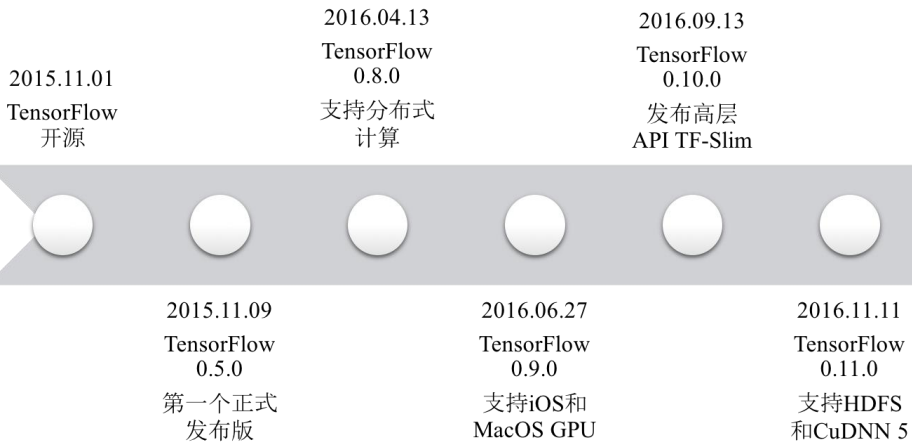 2015.11.01
TensorFlow
开源
2015.11.09
TensorFlow
0.5.0
第一个正式
发布版
2016.04.13
TensorFlow
0.8.0
支持分布式
计算
2016.06.27
TensorFlow
0.9.0
支持iOS和
MacOS GPU
2016.09.13
TensorFlow
0.10.0
发布高层
API TF-Slim
2016.11.11
TensorFlow
0.11.0
支持HDFS
和CuDNN 5